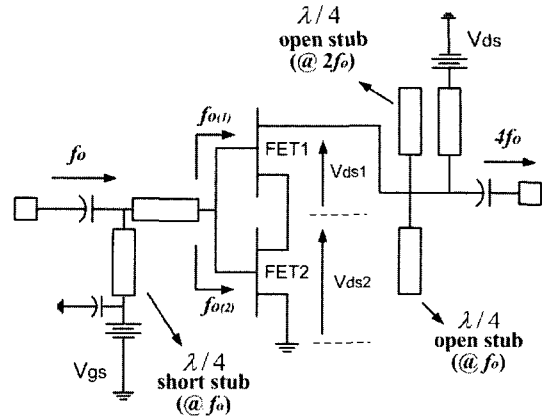 λ/4
open stub
(@ 2fo)
Vds
fo
fo(1)
FET1
Vds1
4fo
FET2
Vds2
fo(2)
Vgs
λ/4
short stub
(@ fo)
λ/4
open stub
(@ fo)